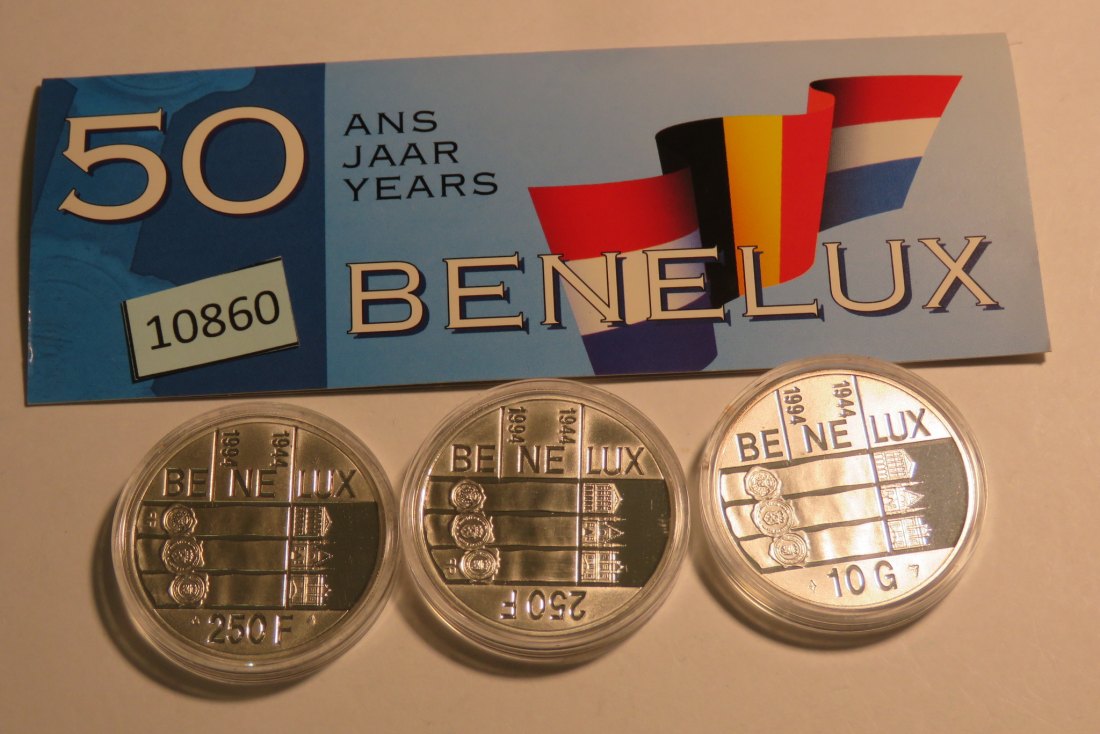 50
ANS
JAAR
YEARS
BENELUX
10860
1994 1944
BE NE LUX
250 F
1994 1944
BE NE LUX
250 F
1994 1944
BE NE LUX
10 G